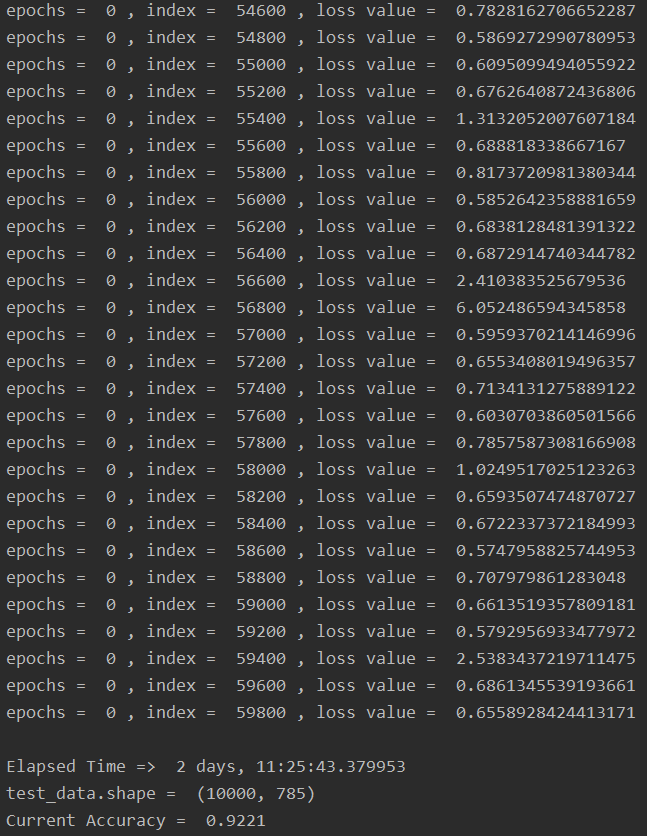 epochs =  0 , index =  54600 , loss value =  0.7828162706652287
epochs =  0 , index =  54800 , loss value =  0.5869272990780953
epochs =  0 , index =  55000 , loss value =  0.6095099494055922
epochs =  0 , index =  55200 , loss value =  0.6762640872436806
epochs =  0 , index =  55400 , loss value =  1.3132052007607184
epochs =  0 , index =  55600 , loss value =  0.688818338667167
epochs =  0 , index =  55800 , loss value =  0.8173720981380344
epochs =  0 , index =  56000 , loss value =  0.5852642358881659
epochs =  0 , index =  56200 , loss value =  0.6838128481391322
epochs =  0 , index =  56400 , loss value =  0.6872914740344782
epochs =  0 , index =  56600 , loss value =  2.410383525679536
epochs =  0 , index =  56800 , loss value =  6.052486594345858
epochs =  0 , index =  57000 , loss value =  0.5959370214146996
epochs =  0 , index =  57200 , loss value =  0.6553408019496357
epochs =  0 , index =  57400 , loss value =  0.7134131275889122
epochs =  0 , index =  57600 , loss value =  0.6030703860501566
epochs =  0 , index =  57800 , loss value =  0.7857587308166908
epochs =  0 , index =  58000 , loss value =  1.0249517025123263
epochs =  0 , index =  58200 , loss value =  0.6593507474870727
epochs =  0 , index =  58400 , loss value =  0.6722337372184993
epochs =  0 , index =  58600 , loss value =  0.5747958825744953
epochs =  0 , index =  58800 , loss value =  0.707979861283048
epochs =  0 , index =  59000 , loss value =  0.6613519357809181
epochs =  0 , index =  59200 , loss value =  0.5792956933477972
epochs =  0 , index =  59400 , loss value =  2.5383437219711475
epochs =  0 , index =  59600 , loss value =  0.6861345539193661
epochs =  0 , index =  59800 , loss value =  0.6558928424413171
Elapsed Time =>  2 days, 11:25:43.379953
test_data.shape =  (10000, 785)
Current Accuracy =  0.9221